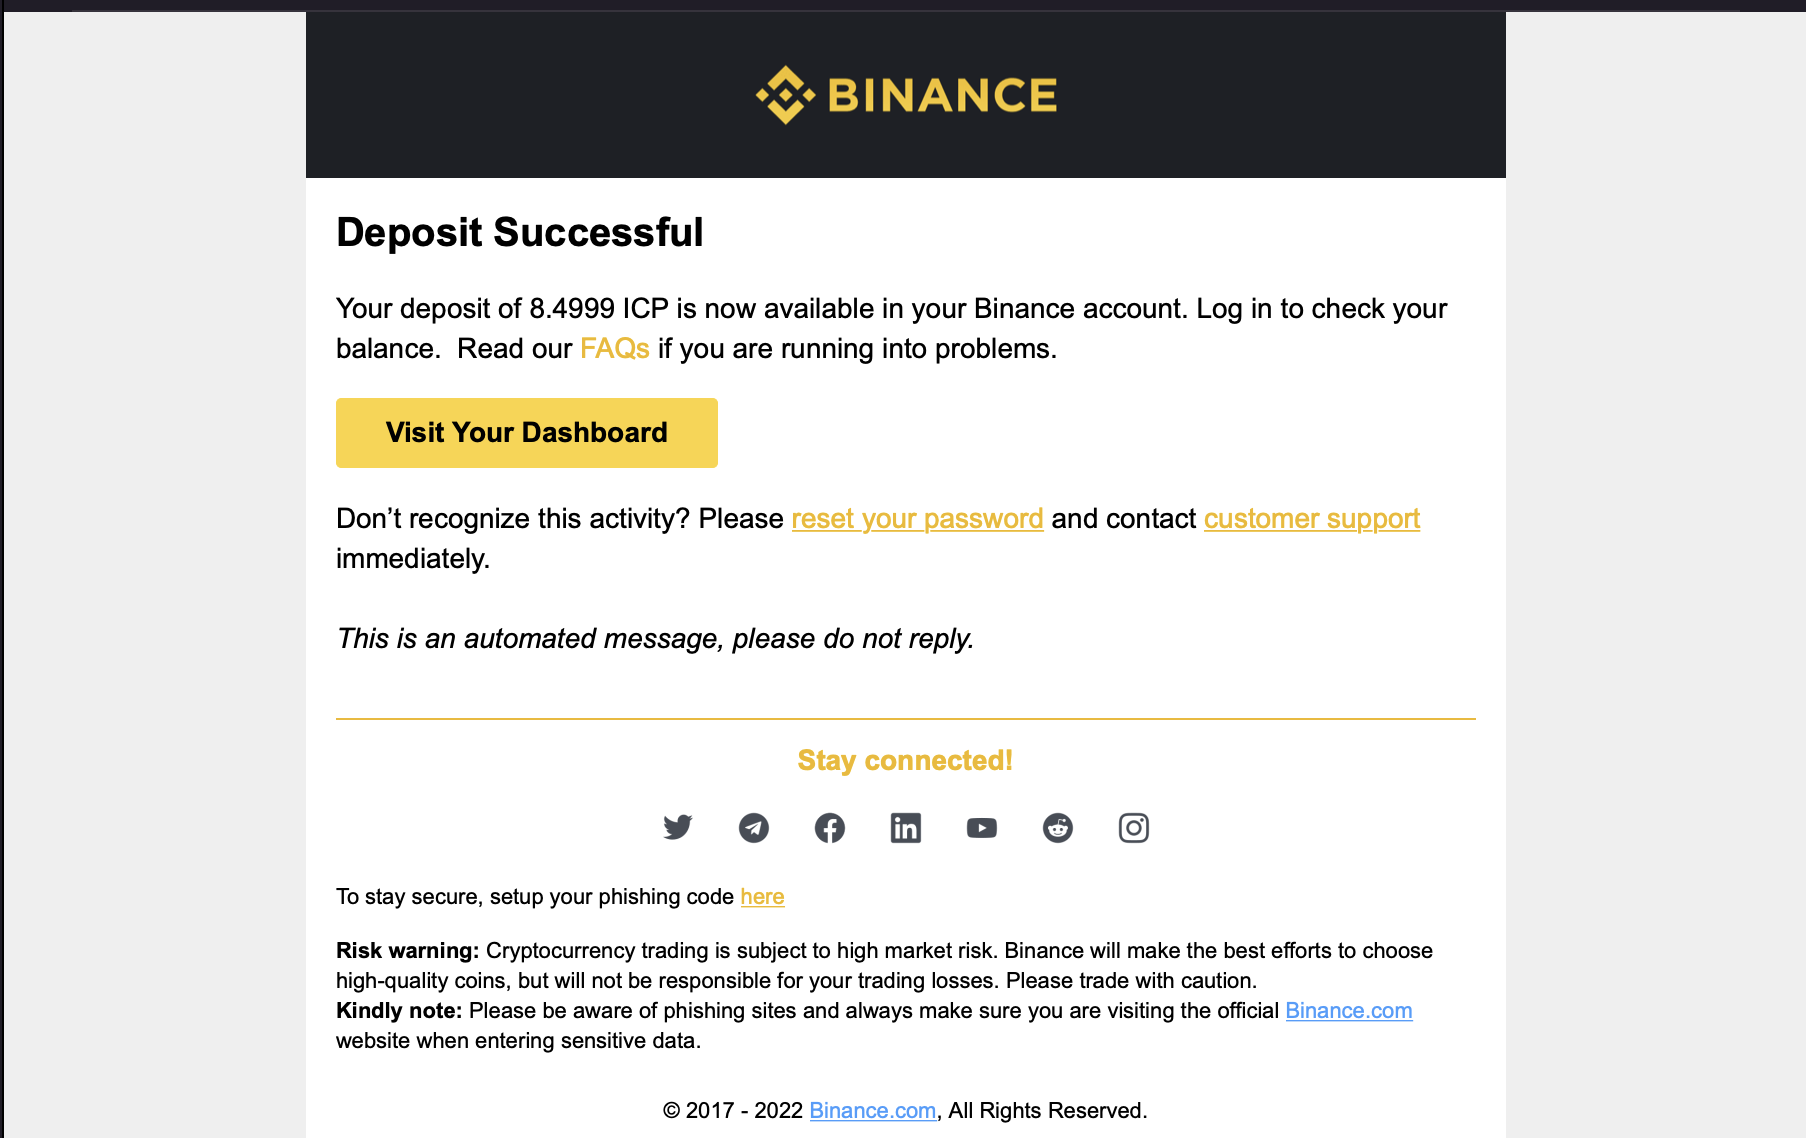 BINANCE
Deposit Successful
Your deposit of 8.4999 ICP is now available in your Binance account. Log in to check your
balance.  Read our FAQs if you are running into problems.
Visit Your Dashboard
Don’t recognize this activity? Please reset your password and contact customer support
immediately.
This is an automated message, please do not reply.
Stay connected!
To stay secure, setup your phishing code here
Risk warning: Cryptocurrency trading is subject to high market risk. Binance will make the best efforts to choose
high-quality coins, but will not be responsible for your trading losses. Please trade with caution.
Kindly note: Please be aware of phishing sites and always make sure you are visiting the official Binance.com
website when entering sensitive data.
© 2017 - 2022 Binance.com, All Rights Reserved.